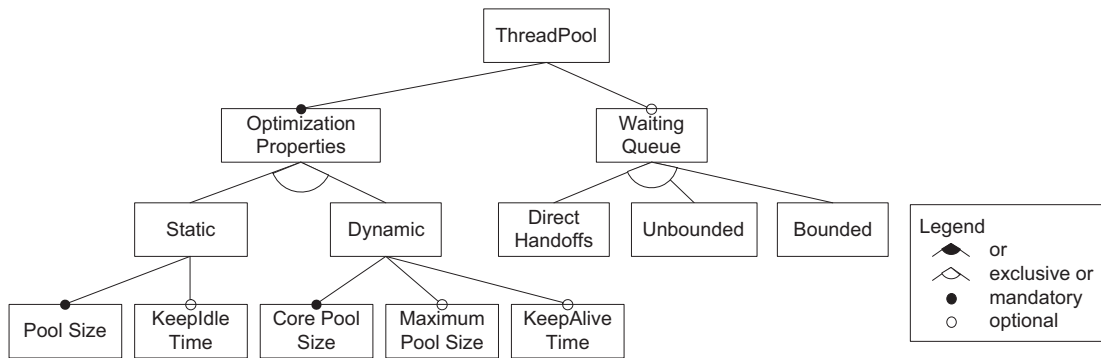 ThreadPool
Optimization
Properties
Waiting
Queue
Static
Dynamic
Direct
Handoffs
Unbounded
Bounded
Pool Size
KeepIdle
Time
Core Pool
Size
Maximum
Pool Size
KeepAlive
Time
Legend
or
exclusive or
mandatory
optional